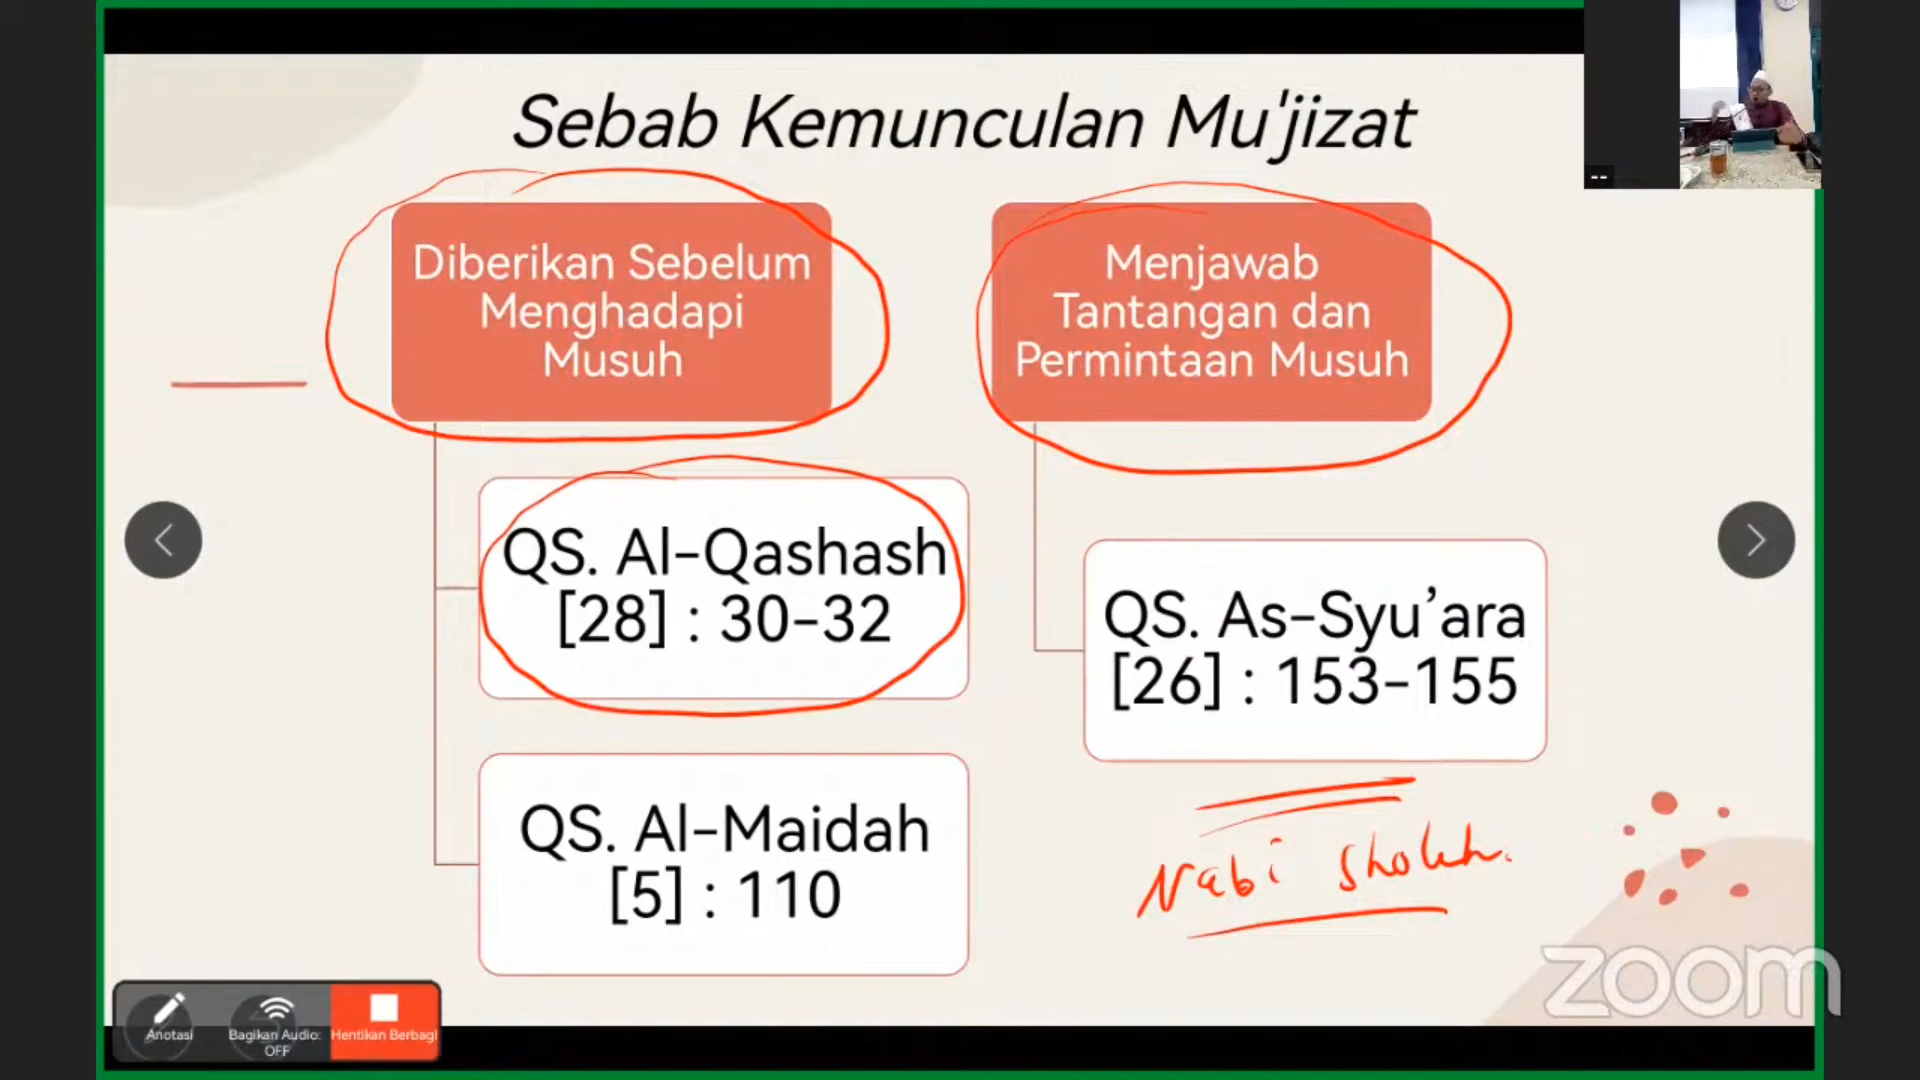 Sebab Kemunculan Mu'jizat
Diberikan Sebelum
Menghadapi
Musuh
QS. Al-Qashash
[28] : 30-32
QS. Al-Maidah
[5] : 110
Menjawab
Tantangan dan
Permintaan Musuh
QS. As-Syu’ara
[26] : 153-155
Nabi Sholeh.
zoom
Anotasi
Bagikan Audio:
OFF
Hentikan Berbagi
--